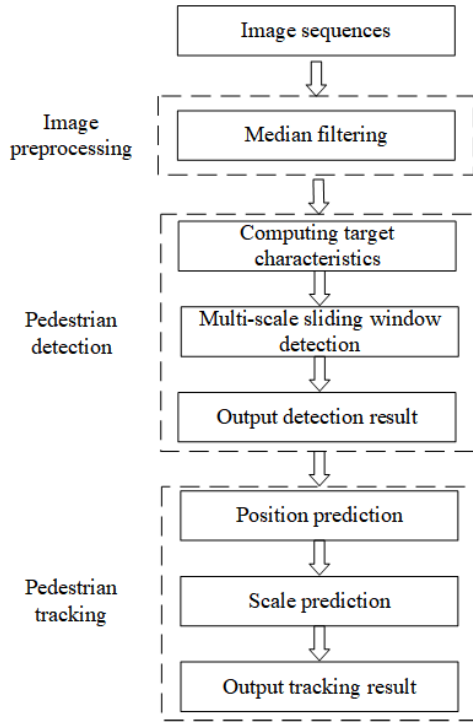 Image sequences
Image
preprocessing
Median filtering
Computing target
characteristics
Pedestrian
detection
Multi-scale sliding window
detection
Output detection result
Position prediction
Pedestrian
tracking
Scale prediction
Output tracking result